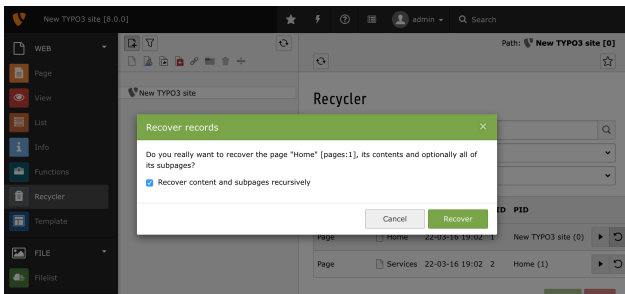 New TYPO3 site [8.0.0]
admin
Search
WEB
Page
View
List
Info
Functions
Recycler
Template
FILE
Filelist
New TYPO3 site
Path: New TYPO3 site [0]
Recycler
Recover records
Do you really want to recover the page "Home" [pages:1], its contents and optionally all of
its subpages?
Recover content and subpages recursively
Cancel Recover
ID PID
Page Home 22-03-16 19:02 1 New TYPO3 site (0)
Page Services 22-03-16 19:02 2 Home (1)